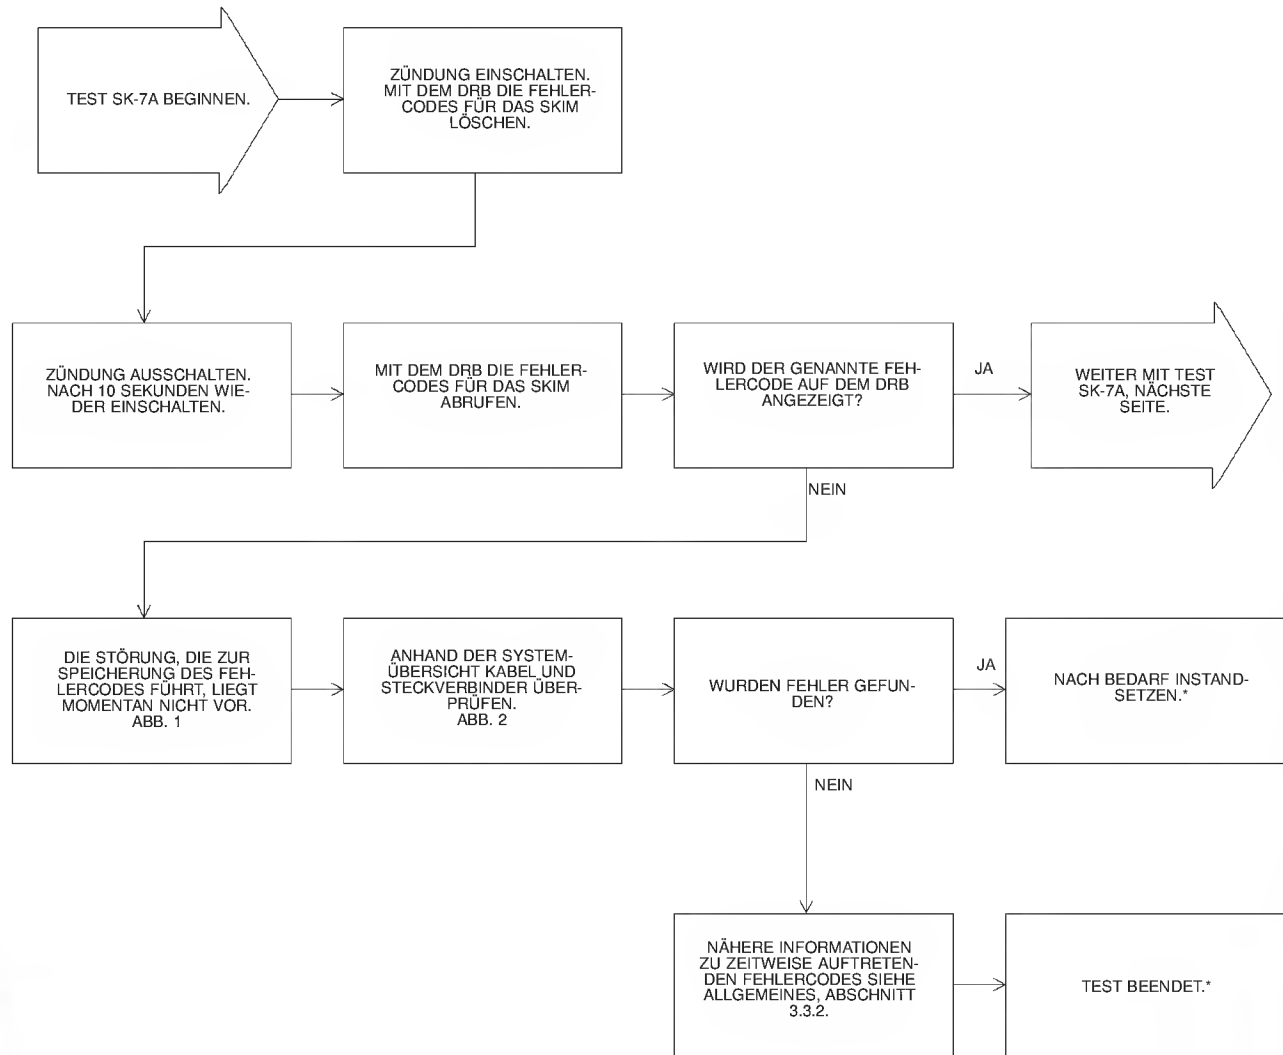 TEST SK-7A BEGINNEN.
ZÜNDUNG EINSCHALTEN.
MIT DEM DRB DIE FEHLER-
CODES FÜR DAS SKIM
LÖSCHEN.
ZÜNDUNG AUSSCHALTEN.
NACH 10 SEKUNDEN WIE-
DER EINSCHALTEN.
MIT DEM DRB DIE FEHLER-
CODES FÜR DAS SKIM
ABRUFEN.
WIRD DER GENANNTE FEH-
LERCODE AUF DEM DRB
ANGEZEIGT?
JA
WEITER MIT TEST
SK-7A, NÄCHSTE
SEITE.
NEIN
DIE STÖRUNG, DIE ZUR
SPEICHERUNG DES FEH-
LERCODES FÜHRT, LIEGT
MOMENTAN NICHT VOR.
ABB. 1
ANHAND DER SYSTEM-
ÜBERSICHT KABEL UND
STECKVERBINDER ÜBER-
PRÜFEN.
ABB. 2
WURDEN FEHLER GEFUN-
DEN?
JA
NACH BEDARF INSTAND-
SETZEN.*
NEIN
NÄHERE INFORMATIONEN
ZU ZEITWEISE AUFTRETEN-
DEN FEHLERCODES SIEHE
ALLGEMEINES, ABSCHNITT
3.3.2.
TEST BEENDET.*